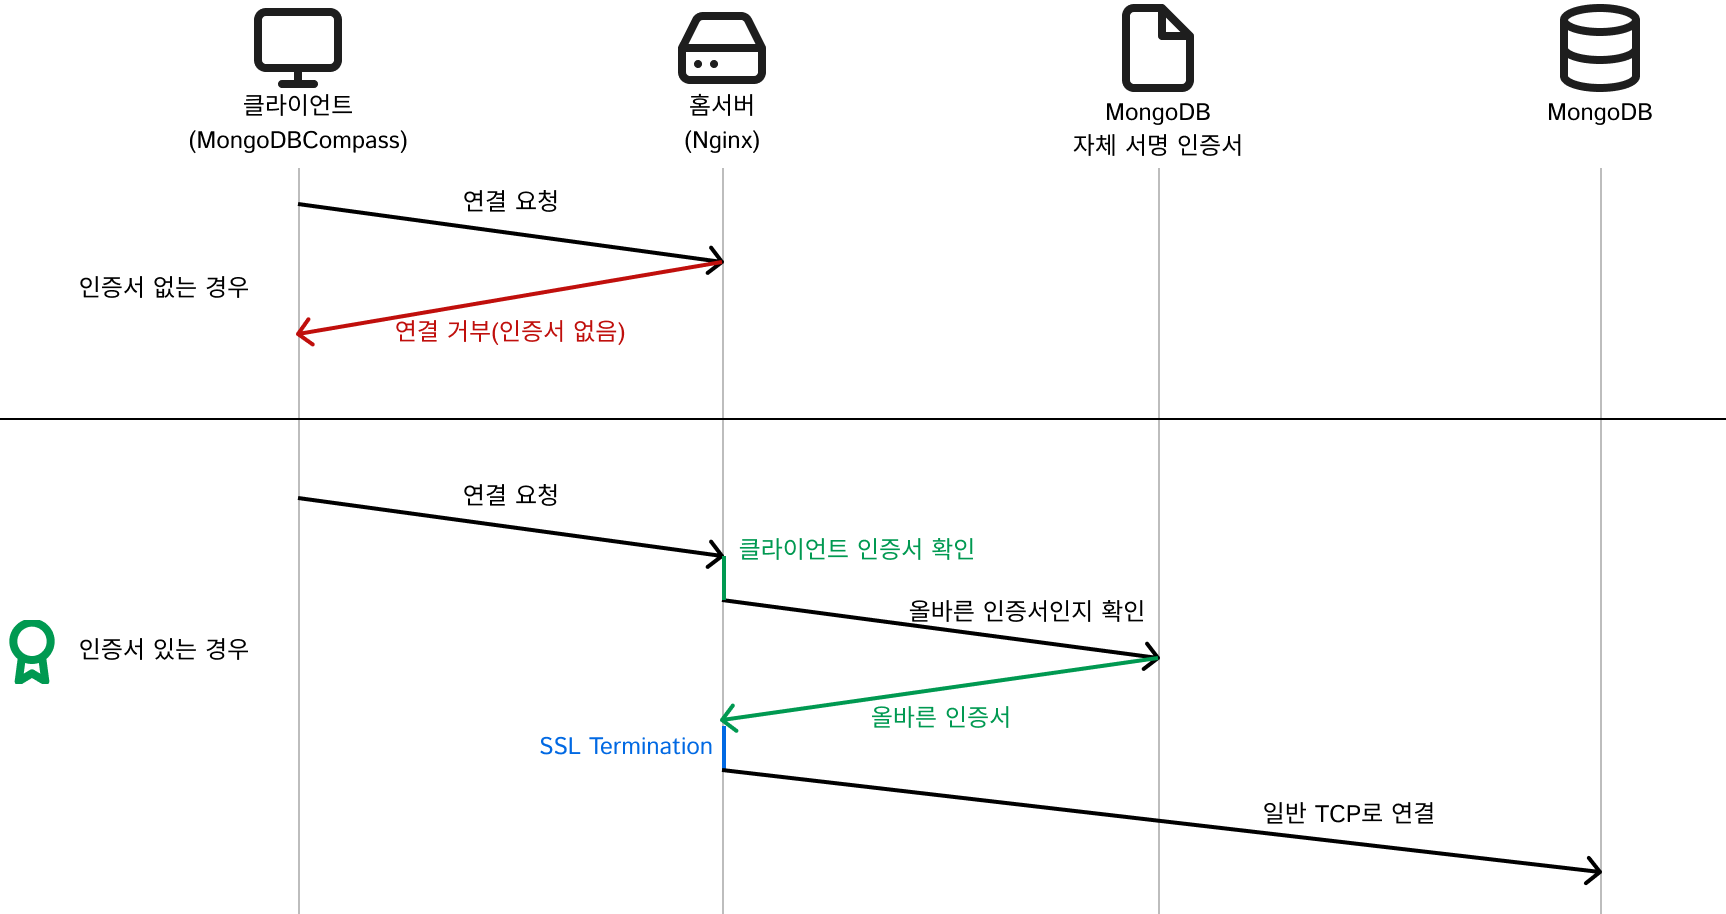 클라이언트
(MongoDBCompass)
홈서버
(Nginx)
MongoDB
자체 서명 인증서
MongoDB
연결 요청
인증서 없는 경우
연결 거부(인증서 없음)
연결 요청
클라이언트 인증서 확인
올바른 인증서인지 확인
인증서 있는 경우
올바른 인증서
SSL Termination
일반 TCP로 연결